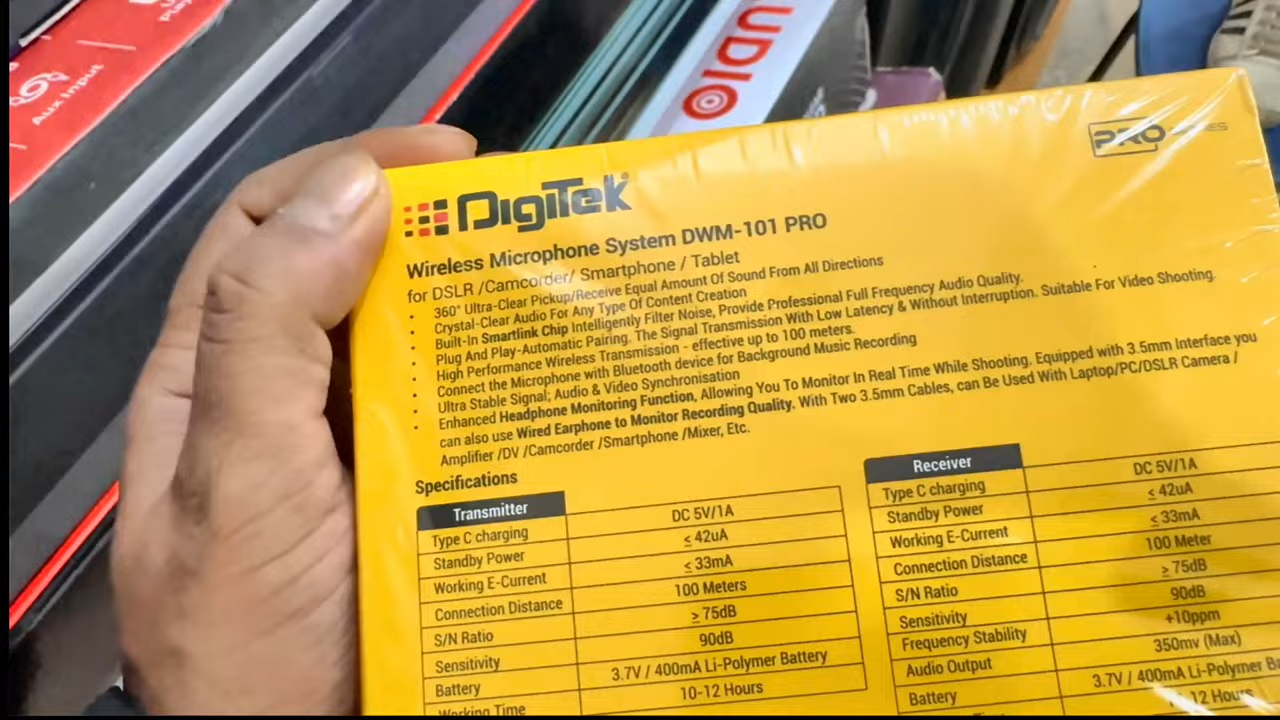 Aux Input
UDIO
PRO
DigiTek
Wireless Microphone System DWM-101 PRO
for DSLR /Camcorder/ Smartphone / Tablet
• 360° Ultra-Clear Pickup/Receive Equal Amount Of Sound From All Directions
• Crystal-Clear Audio For Any Type Of Content Creation
• Built-In Smartlink Chip Intelligently Filter Noise, Provide Professional Full Frequency Audio Quality.
• Plug And Play-Automatic Pairing. The Signal Transmission With Low Latency & Without Interruption. Suitable For Video Shooting.
• High Performance Wireless Transmission - effective up to 100 meters.
• Connect the Microphone with Bluetooth device for Background Music Recording
• Ultra Stable Signal; Audio & Video Synchronisation
• Enhanced Headphone Monitoring Function, Allowing You To Monitor In Real Time While Shooting. Equipped with 3.5mm Interface you
can also use Wired Earphone to Monitor Recording Quality. With Two 3.5mm Cables, can Be Used With Laptop/PC/DSLR Camera /
Amplifier /DV /Camcorder /Smartphone /Mixer, Etc.
Specifications
Transmitter
Type C charging DC 5V/1A
Standby Power ≤ 42uA
Working E-Current ≤ 33mA
Connection Distance 100 Meters
S/N Ratio ≥ 75dB
Sensitivity 90dB
Battery 3.7V / 400mA Li-Polymer Battery
Working Time 10-12 Hours
Receiver
Type C charging DC 5V/1A
Standby Power ≤ 42uA
Working E-Current ≤ 33mA
Connection Distance 100 Meter
S/N Ratio ≥ 75dB
Sensitivity 90dB
Frequency Stability +10ppm
Audio Output 350mv (Max)
Battery 3.7V / 400mA Li-Polymer Ba
12 Hours